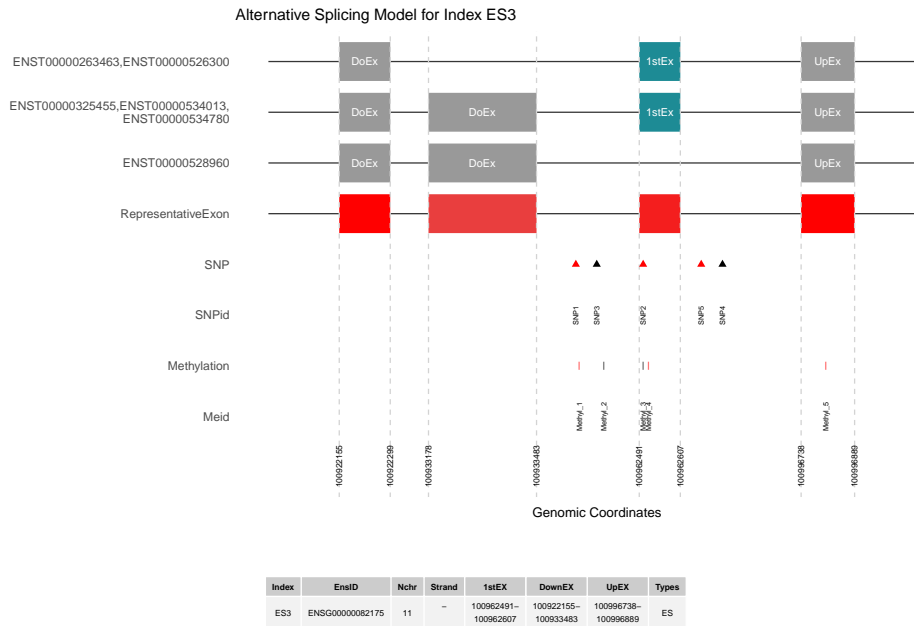 Alternative Splicing Model for Index ES3
ENST00000263463,ENST00000526300
DoEx 1stEx UpEx
ENST00000325455,ENST00000534013,
ENST00000534780
DoEx DoEx 1stEx UpEx
ENST00000528960
DoEx DoEx UpEx
RepresentativeExon
SNP
SNPid
SNP1 SNP3 SNP2 SNP5 SNP4
Methylation
Meid
Methyl_1 Methyl_2 Methyl_3 Methyl_4 Methyl_5
100922155 100922299 100933178 100933483 100962491 100962607 100996738 100996889
Genomic Coordinates
Index EnsID Nchr Strand 1stEX DownEX UpEX Types
ES3 ENSG00000082175 11 – 100962491– 100922155– 100996738– ES
100962607 100933483 100996889